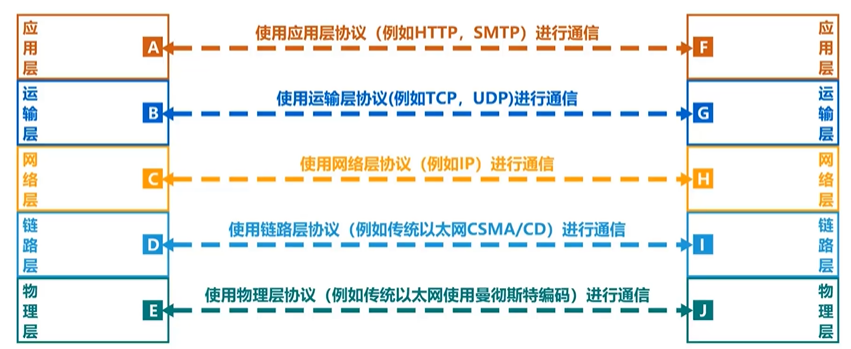 应用层 A 使用应用层协议（例如HTTP，SMTP）进行通信 F 应用层
运输层 B 使用运输层协议(例如TCP，UDP)进行通信 G 运输层
网络层 C 使用网络层协议（例如IP）进行通信 H 网络层
链路层 D 使用链路层协议（例如传统以太网CSMA/CD）进行通信 I 链路层
物理层 E 使用物理层协议（例如传统以太网使用曼彻斯特编码）进行通信 J 物理层